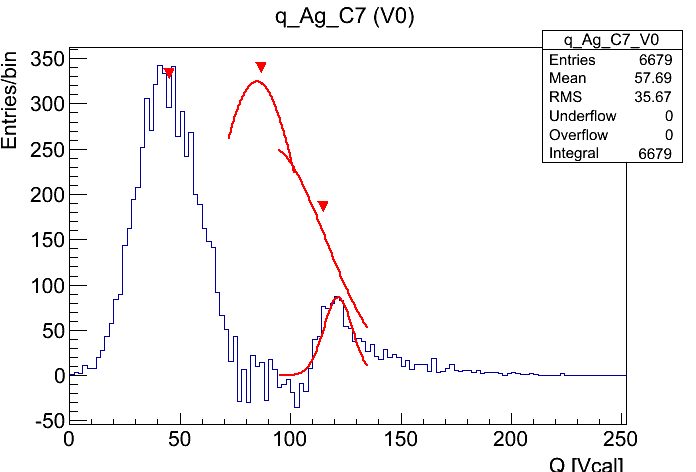 q_Ag_C7 (V0)
q_Ag_C7_V0
Entries 6679
Mean 57.69
RMS 35.67
Underflow 0
Overflow 0
Integral 6679
Entries/bin
350
300
250
200
150
100
50
0
-50
0 50 100 150 200 250
Q [Vcal]